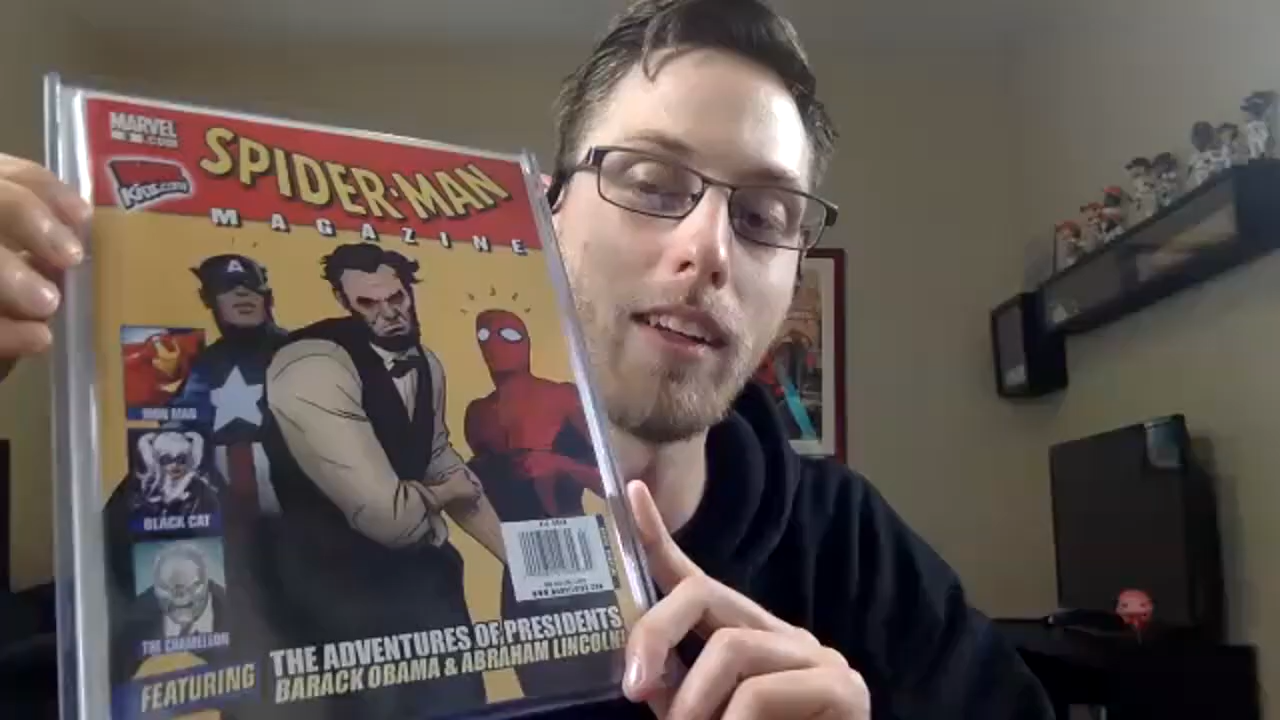 MARVEL
.COM
Kids.com
SPIDER-MAN
MAGAZINE
A
IRON MAN
BLACK CAT
THE CHAMELEON
FEATURING
THE ADVENTURES OF PRESIDENTS
BARACK OBAMA & ABRAHAM LINCOLN!